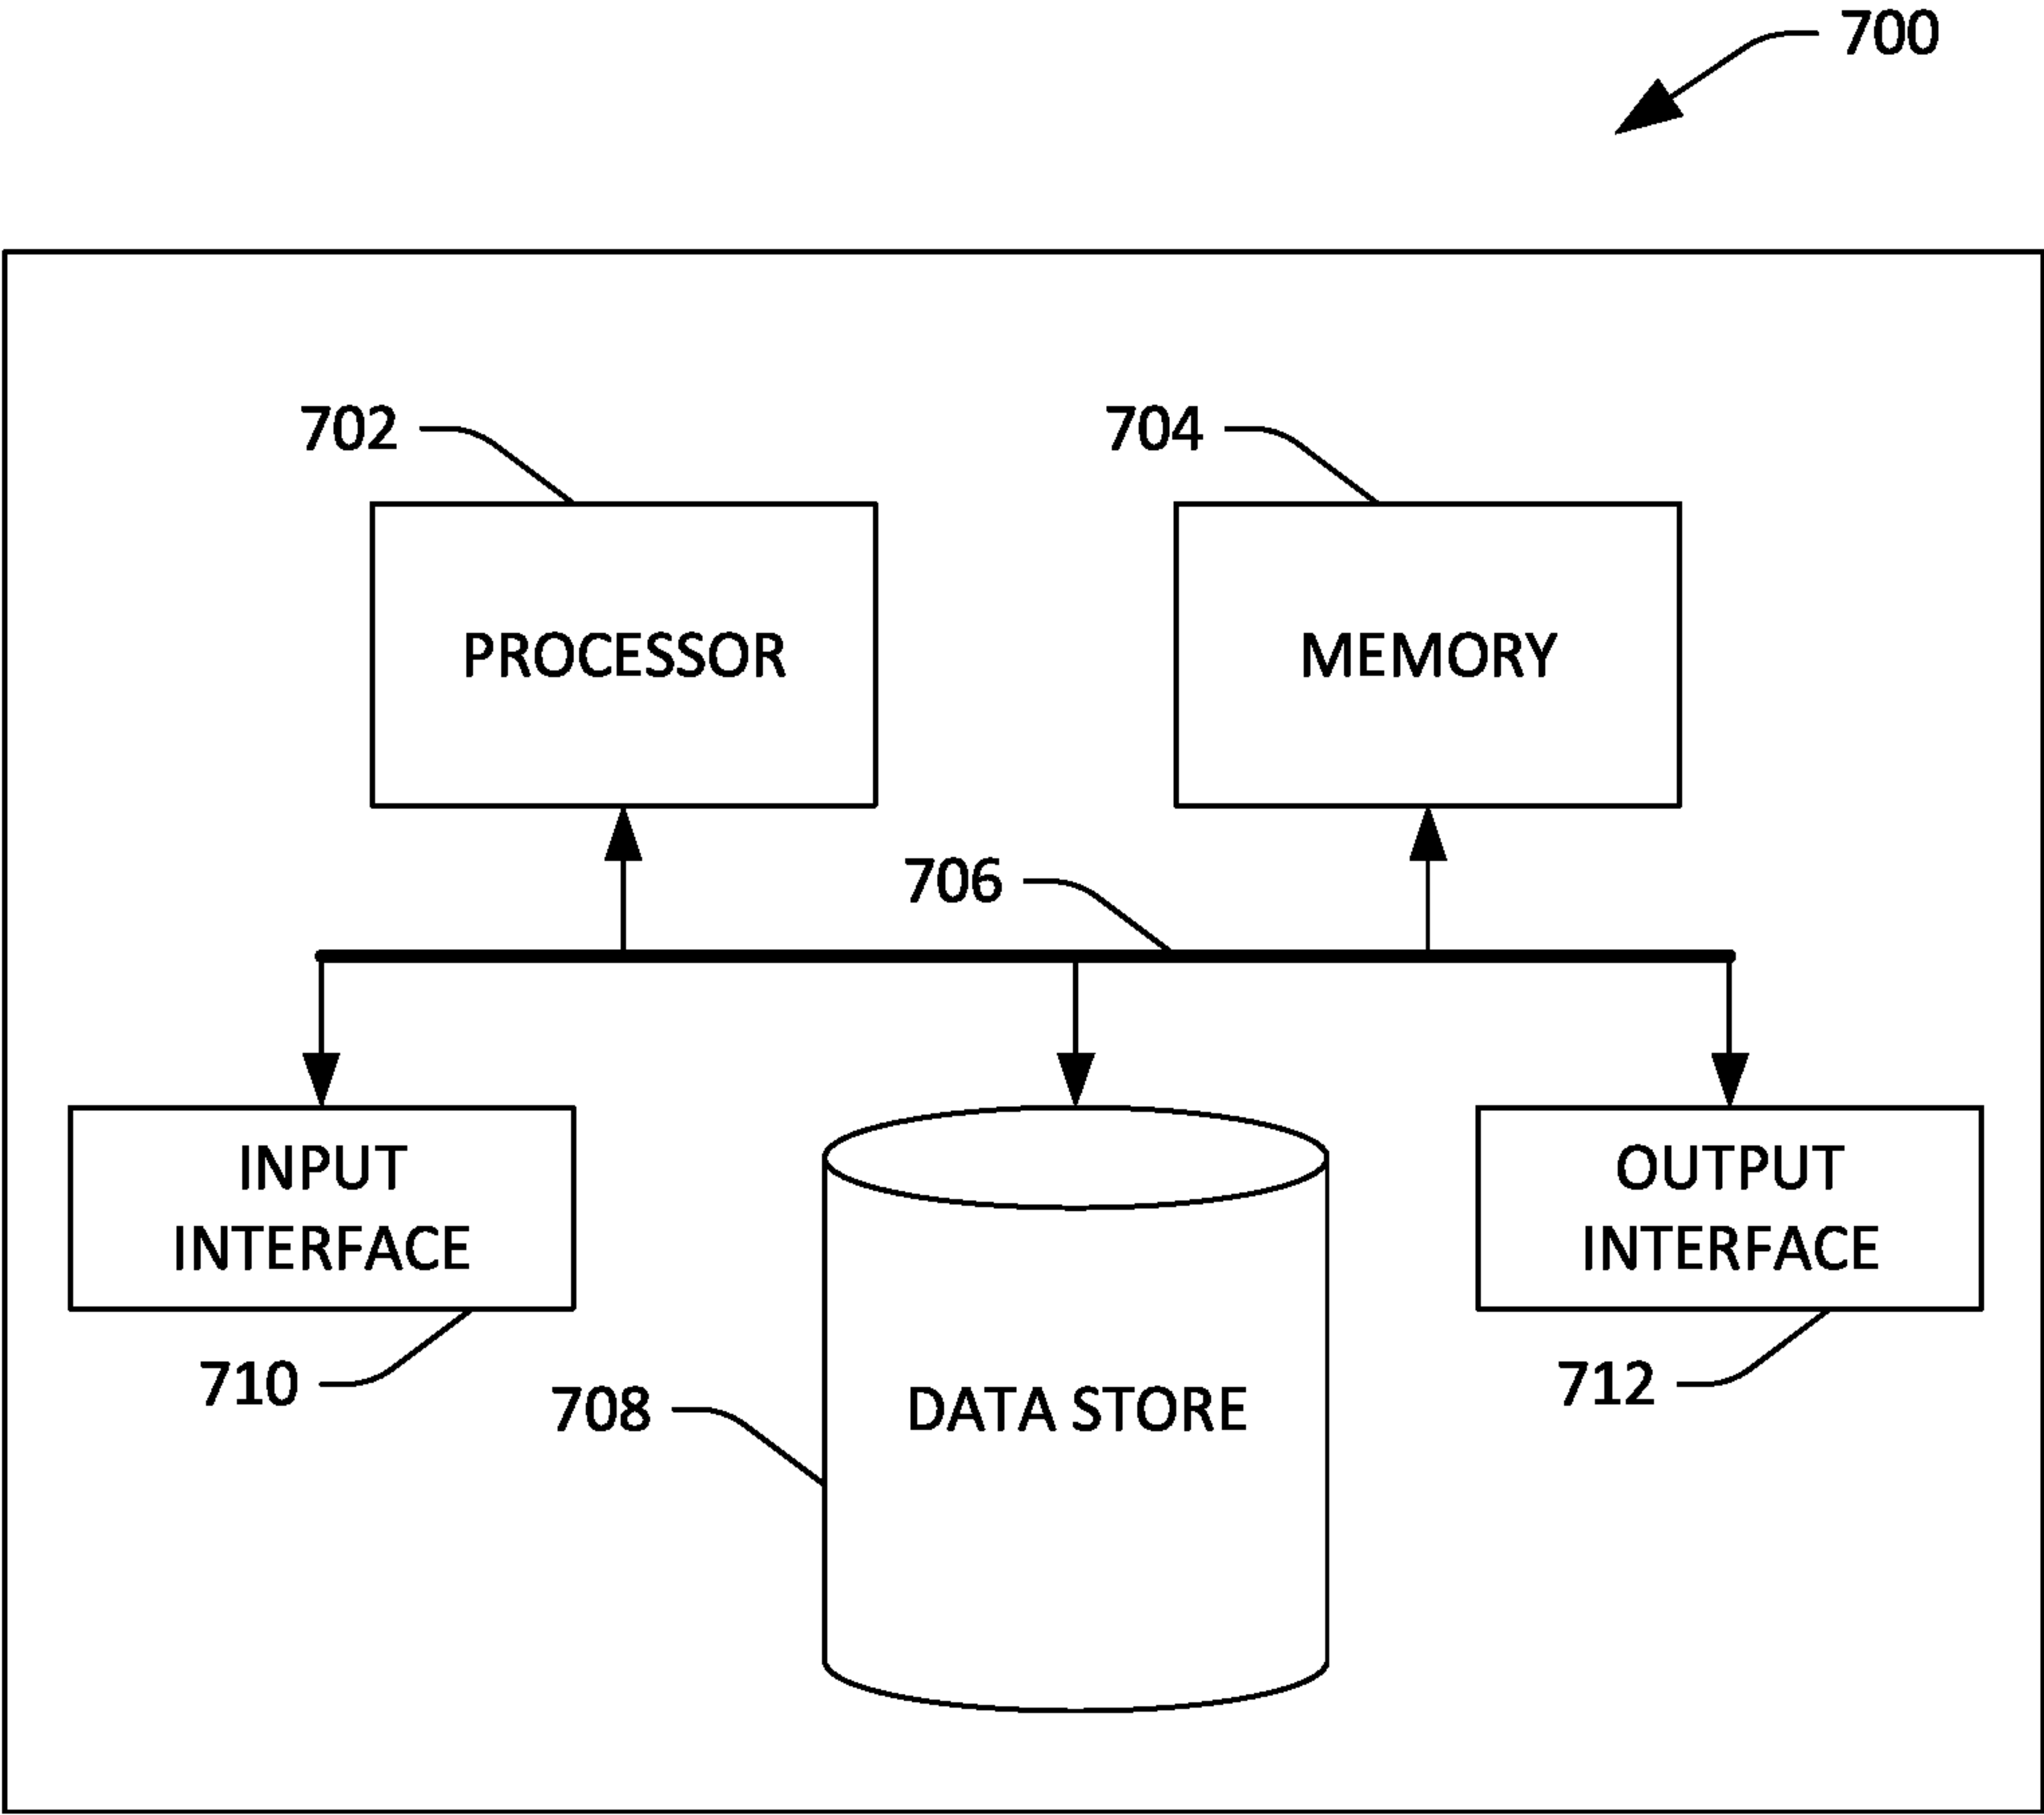 700
702
704
PROCESSOR
MEMORY
706
INPUT
INTERFACE
OUTPUT
INTERFACE
710
708
DATA STORE
712